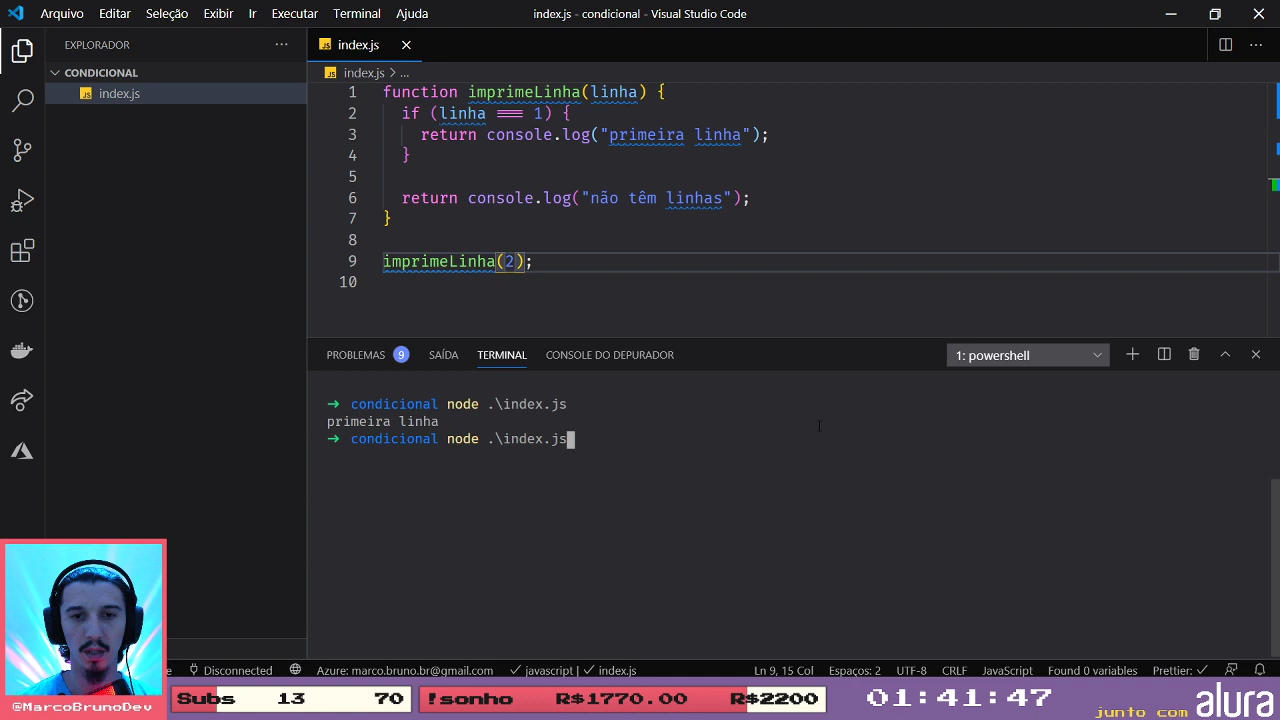 Arquivo Editar Seleção Exibir Ir Executar Terminal Ajuda index.js - condicional - Visual Studio Code
EXPLORADOR
CONDICIONAL
JS index.js
JS index.js
JS index.js > ...
1 function imprimeLinha(linha) {
2 if (linha === 1) {
3 return console.log("primeira linha");
4 }
5
6 return console.log("não têm linhas");
7 }
8
9 imprimeLinha(2);
10
PROBLEMAS 9 SAÍDA TERMINAL CONSOLE DO DEPURADOR 1: powershell
→ condicional node .\index.js
primeira linha
→ condicional node .\index.js
Disconnected Azure: marco.bruno.br@gmail.com javascript | index.js Ln 9, 15 Col Espaços: 2 UTF-8 CRLF JavaScript Found 0 variables Prettier: ✓
@MarcoBrunoDev
Subs 13 70 !sonho R$1770.00 R$2200 01:41:47 junto com alura